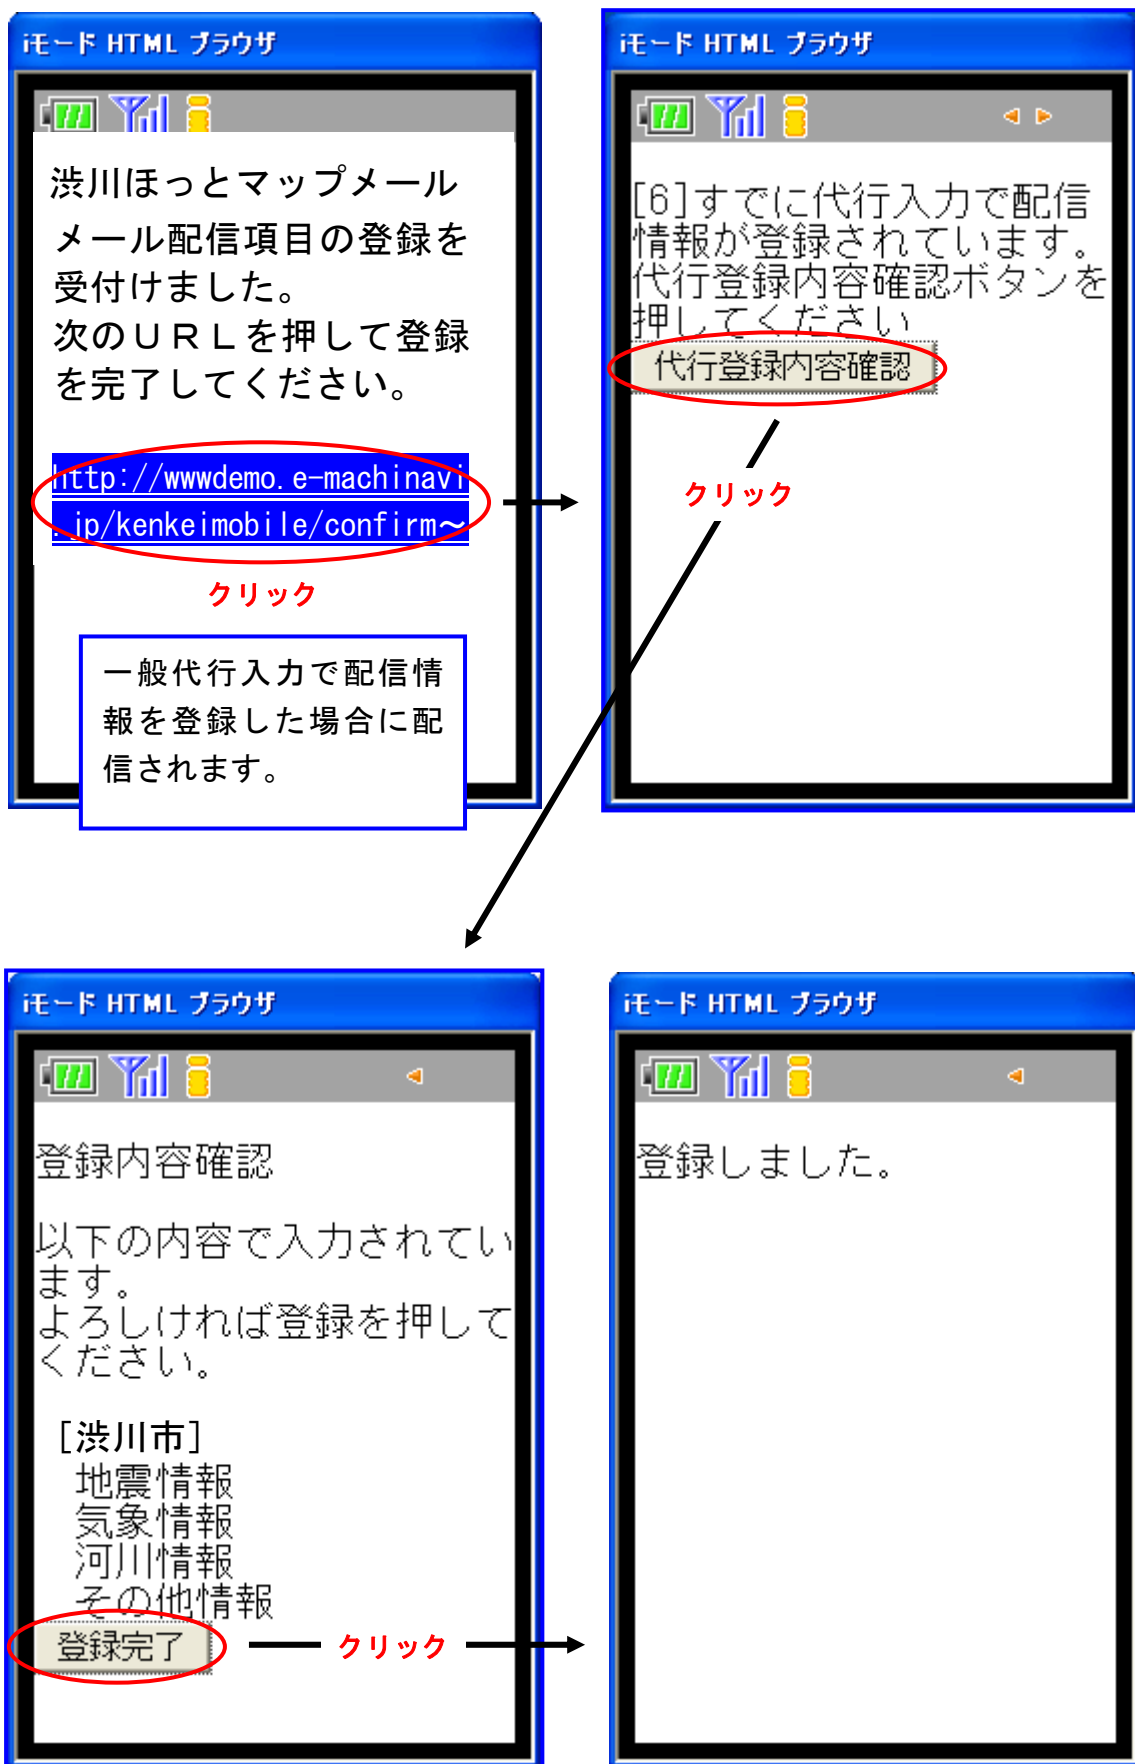 iモード HTML ブラウザ
渋川ほっとマップメール
メール配信項目の登録を
受付けました。
次のＵＲＬを押して登録
を完了してください。
http://wwwdemo.e-machinavi
.jp/kenkeimobile/confirm～
クリック
一般代行入力で配信情
報を登録した場合に配
信されます。
iモード HTML ブラウザ
[6]すでに代行入力で配信
情報が登録されています。
代行登録内容確認ボタンを
押してください
代行登録内容確認
クリック
iモード HTML ブラウザ
登録内容確認
以下の内容で入力されてい
ます。
よろしければ登録を押して
ください。
［渋川市］
地震情報
気象情報
河川情報
その他情報
登録完了
クリック
iモード HTML ブラウザ
登録しました。